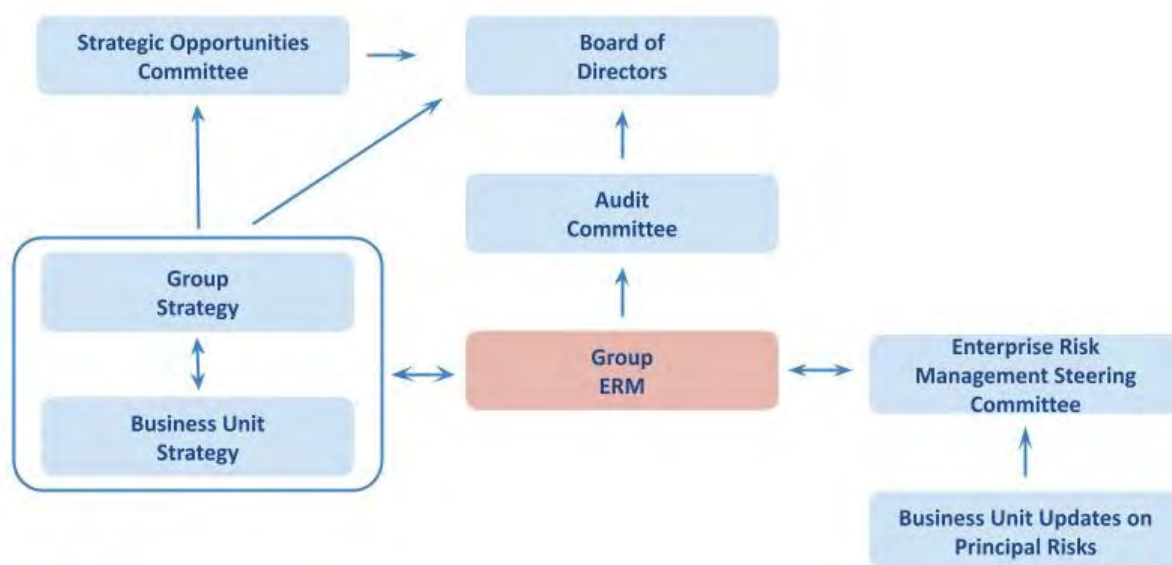 Strategic Opportunities
Committee
Board of
Directors
Audit
Committee
Group
Strategy
Business Unit
Strategy
Group
ERM
Enterprise Risk
Management Steering
Committee
Business Unit Updates on
Principal Risks